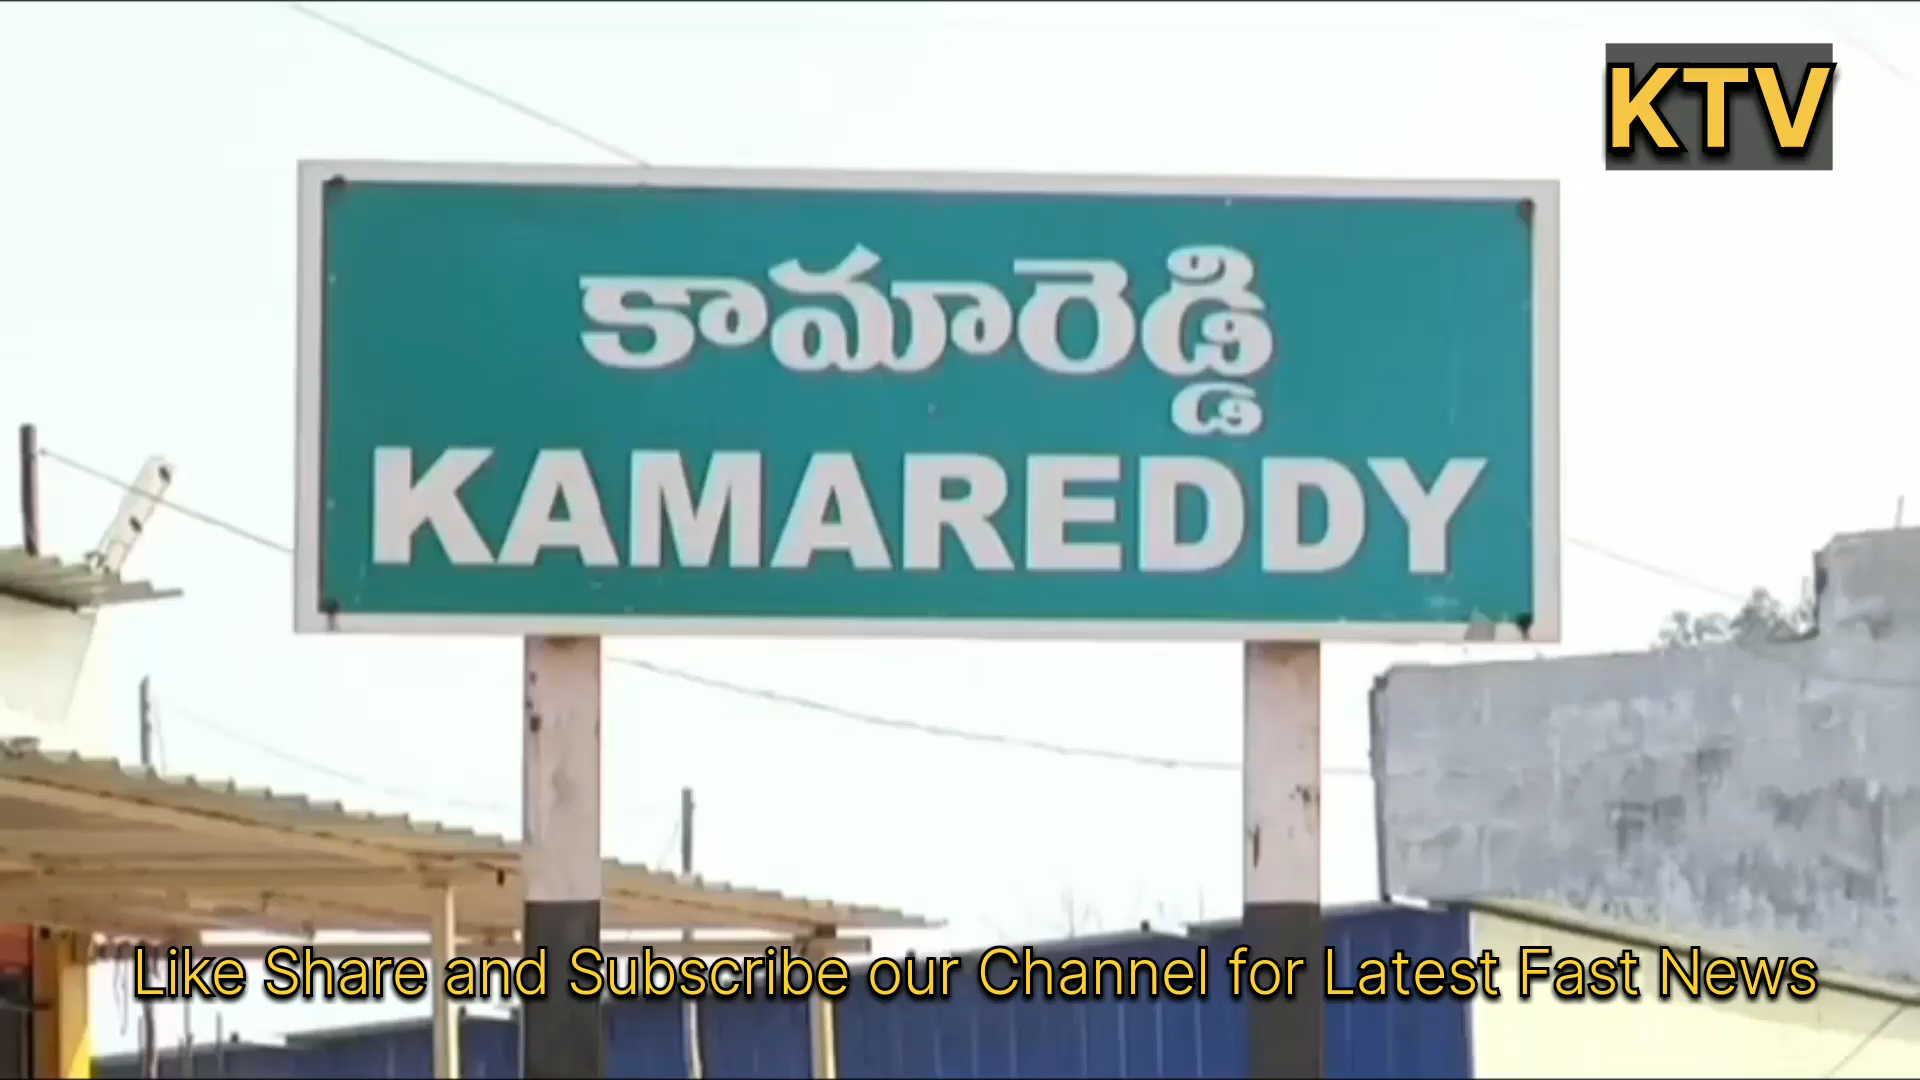 KTV
కామారెడ్డి
KAMAREDDY
Like Share and Subscribe our Channel for Latest Fast News